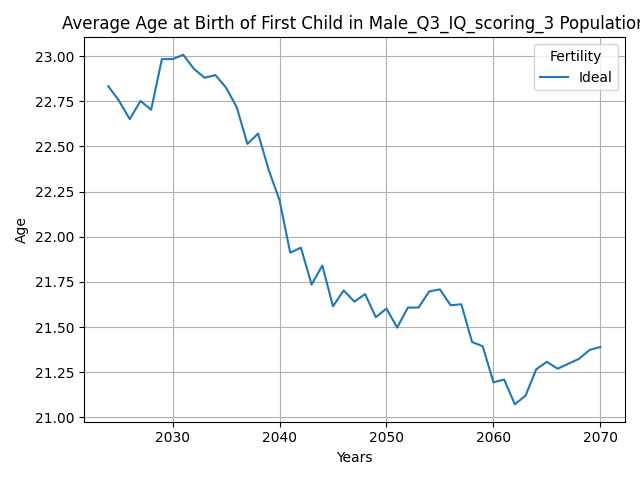 Average Age at Birth of First Child in Male_Q3_IQ_scoring_3 Population
Fertility
Ideal
23.00
22.75
22.50
22.25
22.00
21.75
21.50
21.25
21.00
Age
2030 2040 2050 2060 2070
Years